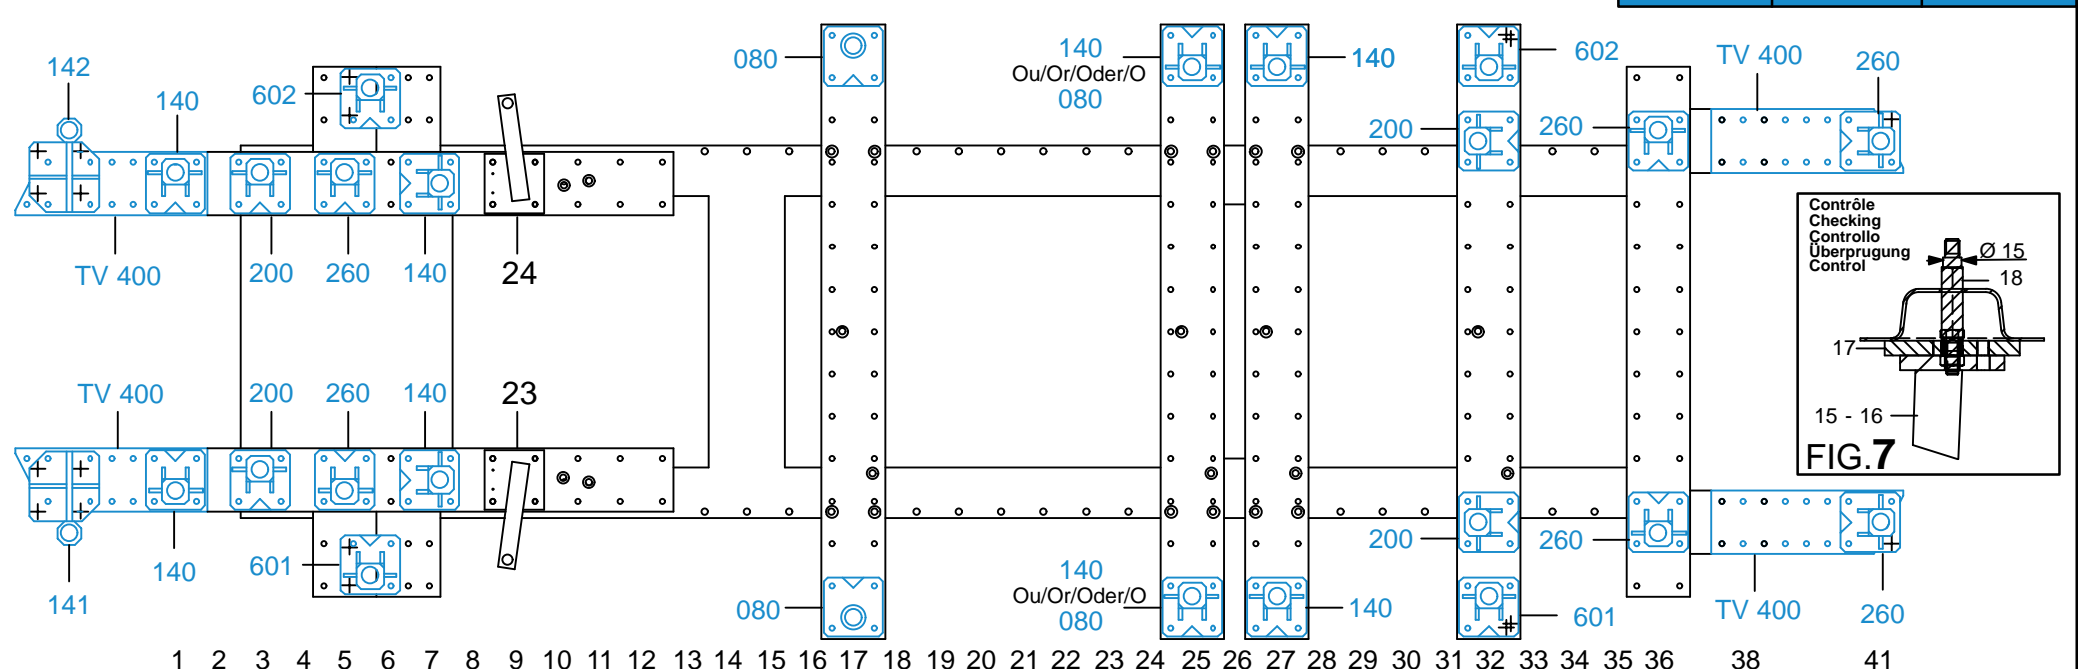 142
140
602
080
140
Ou/Or/Oder/O
080
140
602
TV 400
260
200
260
TV 400
200
260
140
24
Contrôle
Checking
Controllo
Überprugung
Control
Ø 15
18
17
15 - 16
FIG.7
TV 400
200
260
140
23
141
140
601
080
140
Ou/Or/Oder/O
080
140
200
601
260
TV 400
260
1 2 3 4 5 6 7 8 9 10 11 12 13 14 15 16 17 18 19 20 21 22 23 24 25 26 27 28 29 30 31 32 33 34 35 36 38 41